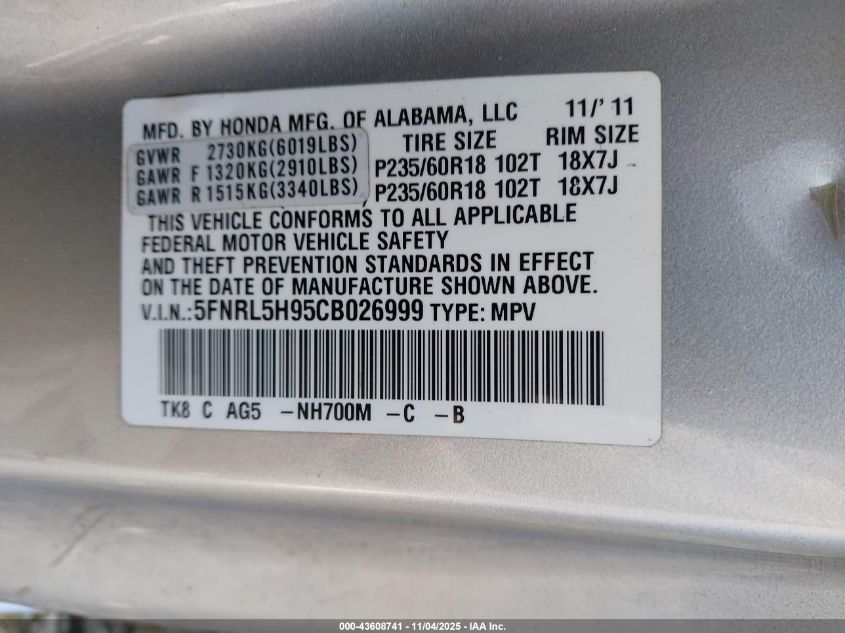 MFD. BY HONDA MFG. OF ALABAMA, LLC 11/'11
TIRE SIZE RIM SIZE
GVWR 2730KG(6019LBS)
GAWR F 1320KG(2910LBS) P235/60R18 102T 18X7J
GAWR R 1515KG(3340LBS) P235/60R18 102T 18X7J
THIS VEHICLE CONFORMS TO ALL APPLICABLE
FEDERAL MOTOR VEHICLE SAFETY
AND THEFT PREVENTION STANDARDS IN EFFECT
ON THE DATE OF MANUFACTURE SHOWN ABOVE.
V.I.N.:5FNRL5H95CB026999 TYPE: MPV
TK8 C AG5 -NH700M -C -B
000-43608741 - 11/04/2025 - IAA Inc.